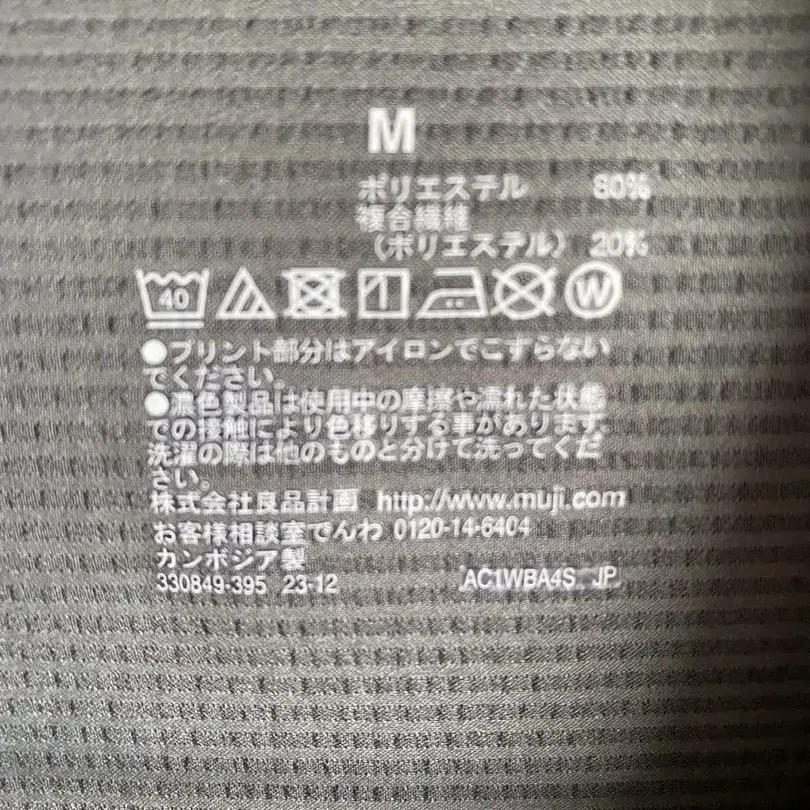 M
ポリエステル 80%
複合繊維
（ポリエステル） 20%
40 W
●プリント部分はアイロンでこすらない
でください。
●濃色製品は使用中の摩擦や濡れた状態
での接触により色移りする事があります。
洗濯の際は他のものと分けて洗ってくだ
さい。
株式会社良品計画 http://www.muji.com
お客様相談室でんわ 0120-14-6404
カンボジア製
330849-395 23-12 AC1WBA4S JP